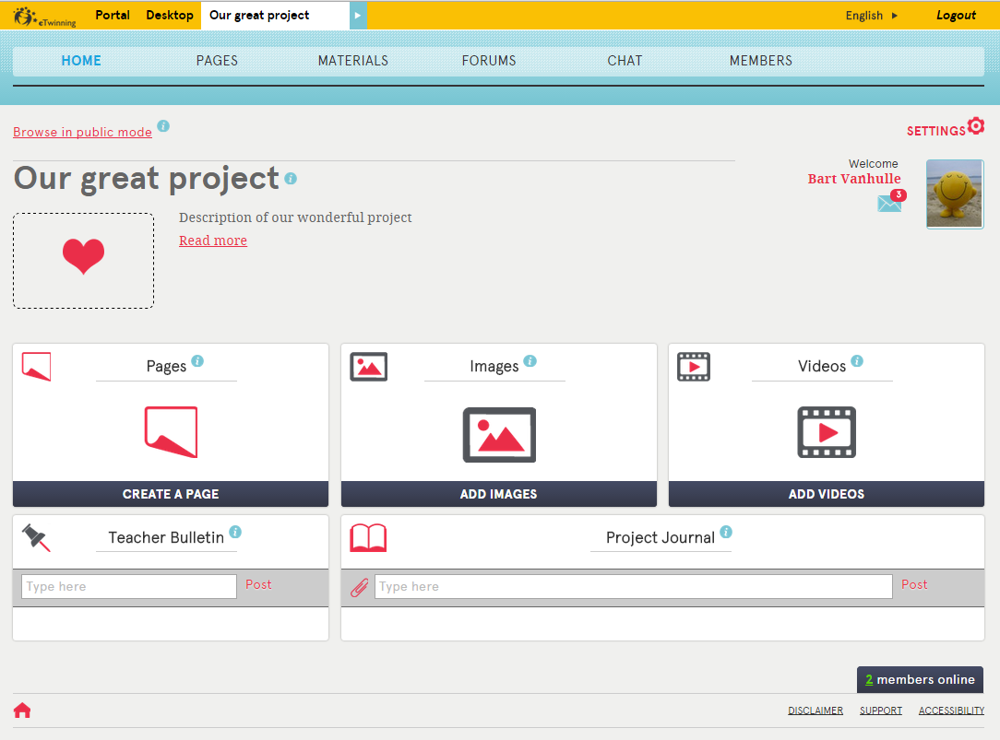 eTwinning Portal Desktop Our great project English Logout
HOME PAGES MATERIALS FORUMS CHAT MEMBERS
Browse in public mode i
SETTINGS
Our great project i
Welcome
Bart Vanhulle
3
Description of our wonderful project
Read more
Pages i Images i Videos i
CREATE A PAGE ADD IMAGES ADD VIDEOS
Teacher Bulletin i Project Journal i
Type here Post Type here Post
2 members online
DISCLAIMER SUPPORT ACCESSIBILITY